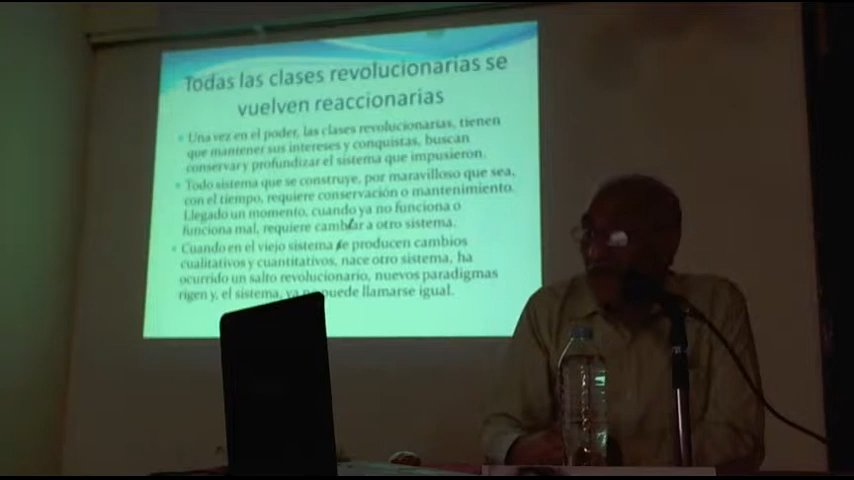 Todas las clases revolucionarias se
vuelven reaccionarias
Una vez en el poder, las clases revolucionarias, tienen
que mantener sus intereses y conquistas, buscan
conservar y profundizar el sistema que impusieron.
Todo sistema que se construye, por maravilloso que sea,
con el tiempo, requiere conservación o mantenimiento.
Llegado un momento, cuando ya no funciona o
funciona mal, requiere cambiar a otro sistema.
Cuando en el viejo sistema se producen cambios
cualitativos y cuantitativos, nace otro sistema, ha
ocurrido un salto revolucionario, nuevos paradigmas
rigen y, el sistema, ya no puede llamarse igual.